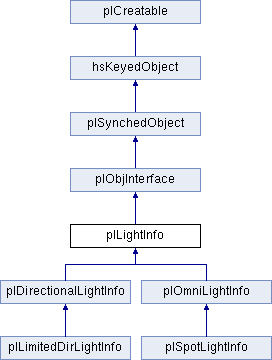 plCreatable
hsKeyedObject
plSynchedObject
plObjInterface
plLightInfo
plDirectionalLightInfo
plOmniLightInfo
plLimitedDirLightInfo
plSpotLightInfo